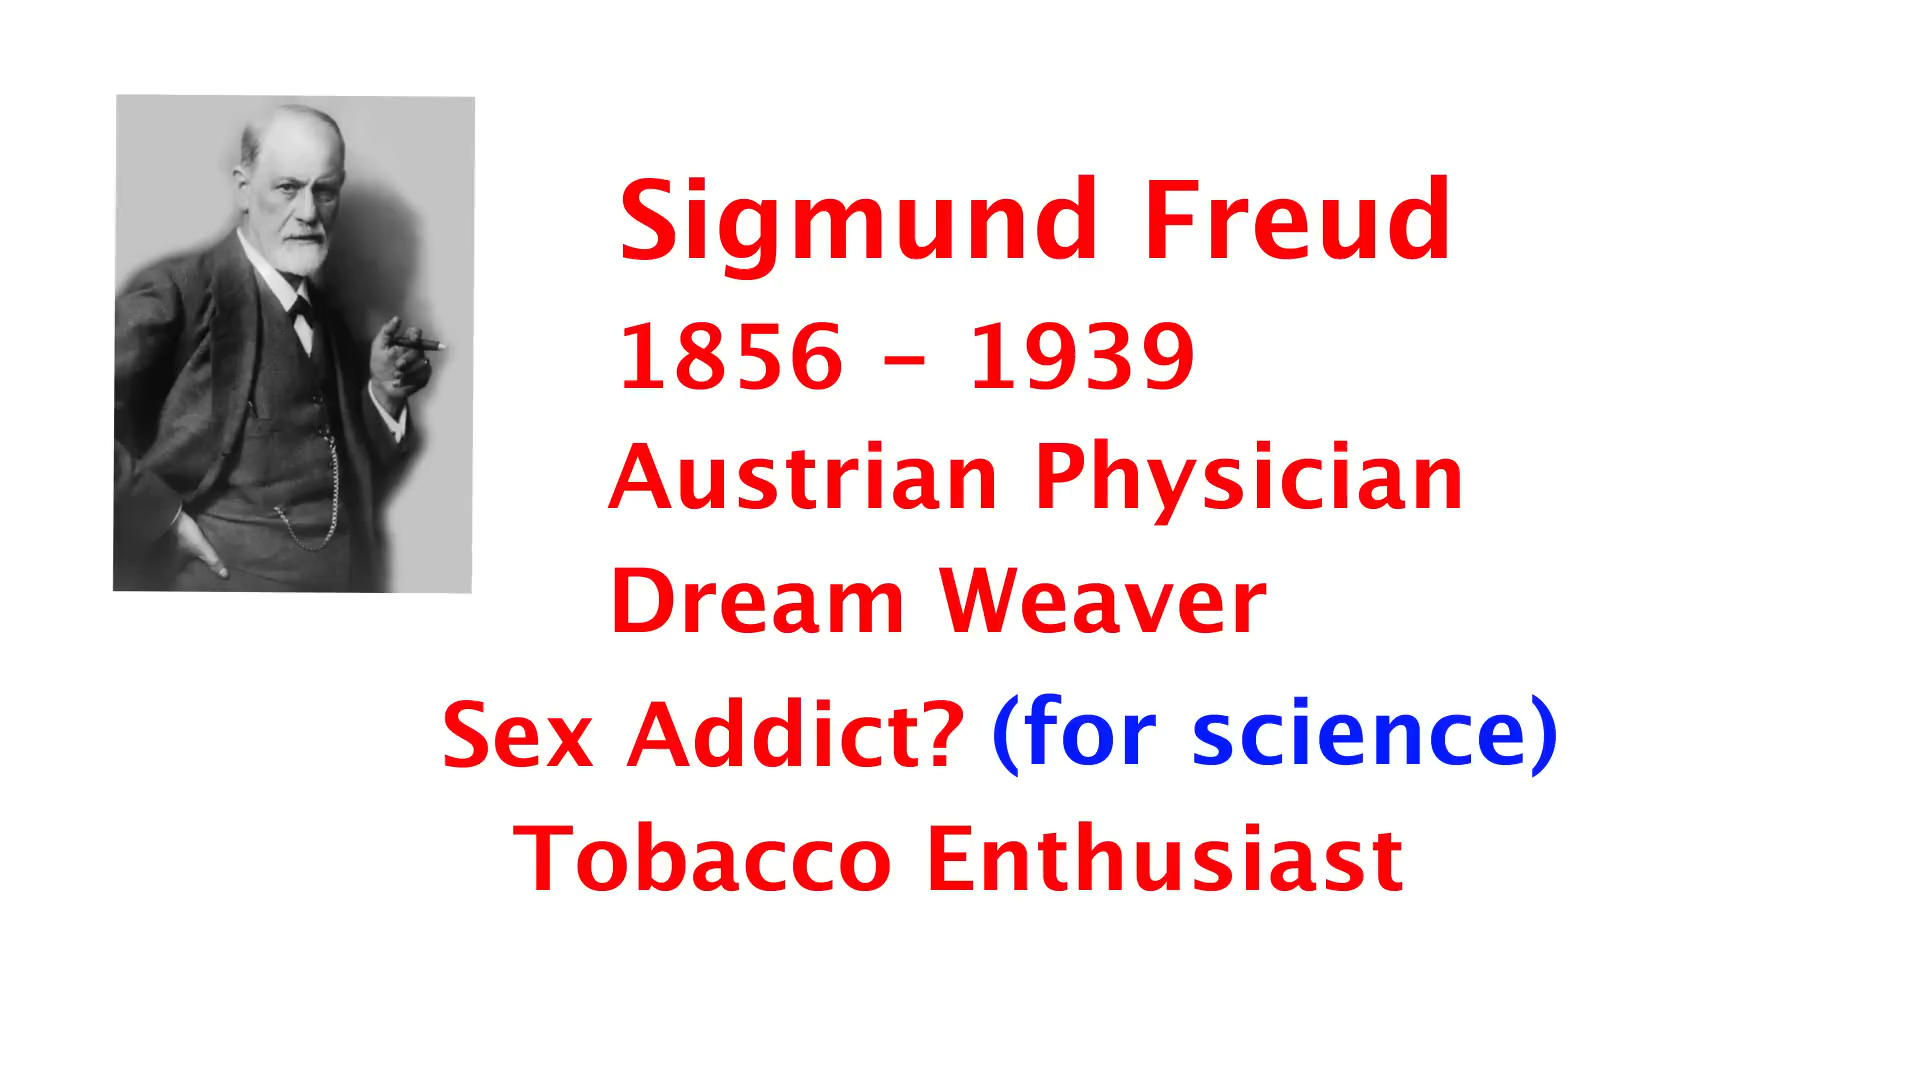 Sigmund Freud
1856 – 1939
Austrian Physician
Dream Weaver
Sex Addict? (for science)
Tobacco Enthusiast